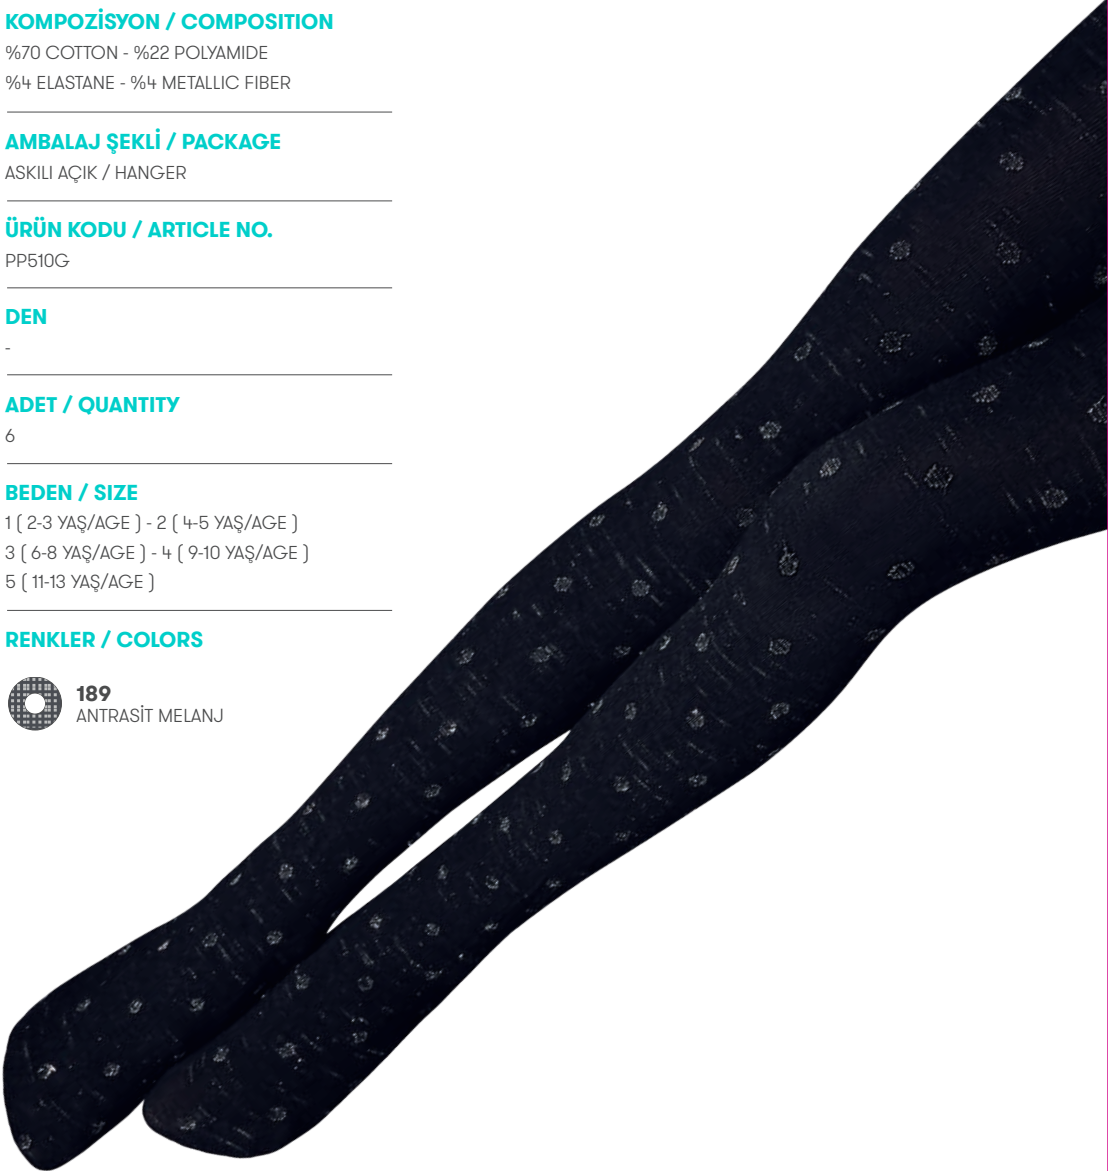 KOMPOZİSYON / COMPOSITION
%70 COTTON - %22 POLYAMIDE
%4 ELASTANE - %4 METALLIC FIBER
AMBALAJ ŞEKLİ / PACKAGE
ASKILI AÇIK / HANGER
ÜRÜN KODU / ARTICLE NO.
PP510G
DEN
-
ADET / QUANTITY
6
BEDEN / SIZE
1 ( 2-3 YAŞ/AGE ) - 2 ( 4-5 YAŞ/AGE )
3 ( 6-8 YAŞ/AGE ) - 4 ( 9-10 YAŞ/AGE )
5 ( 11-13 YAŞ/AGE )
RENKLER / COLORS
189
ANTRASİT MELANJ